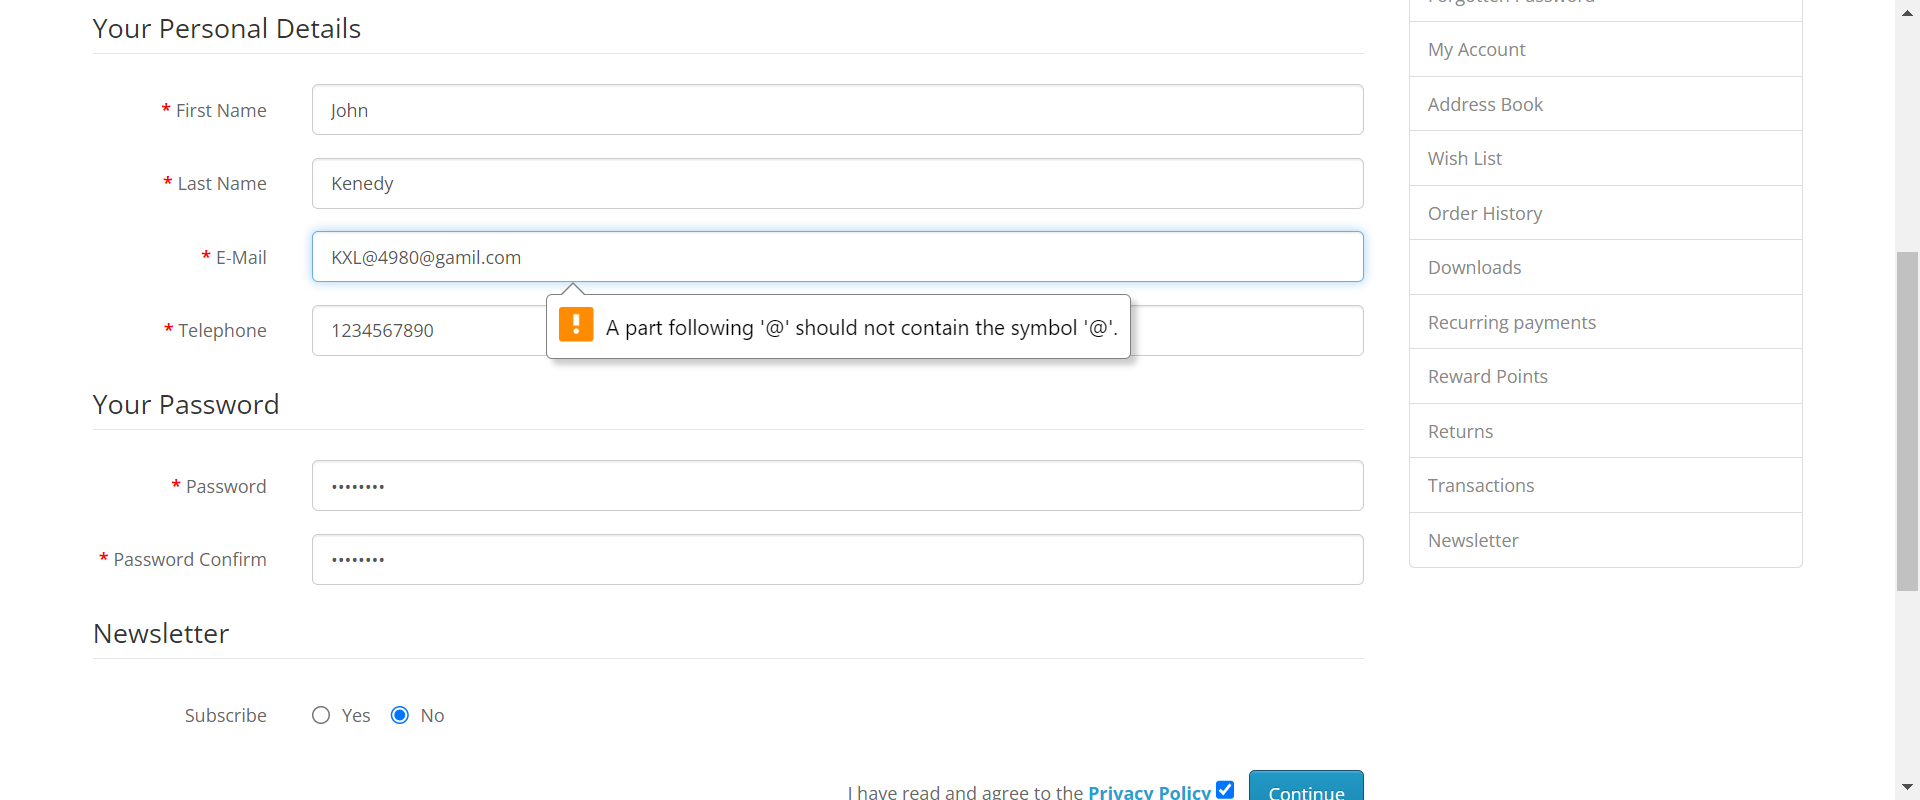 Your Personal Details
* First Name
John
* Last Name
Kenedy
* E-Mail
KXL@4980@gamil.com
! A part following '@' should not contain the symbol '@'.
* Telephone
1234567890
Your Password
* Password
••••••••
* Password Confirm
••••••••
Newsletter
Subscribe Yes No
I have read and agree to the Privacy Policy
Continue
Forgotten Password
My Account
Address Book
Wish List
Order History
Downloads
Recurring payments
Reward Points
Returns
Transactions
Newsletter